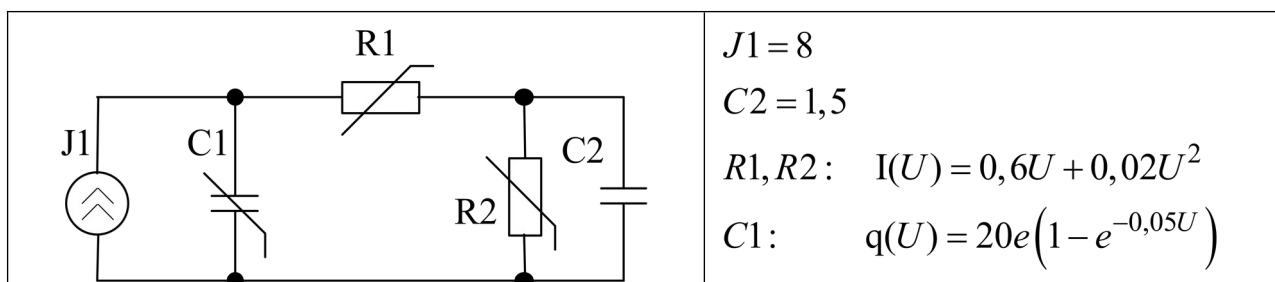 R1
J1
C1
C2
R2
J1 = 8
C2 = 1,5
R1, R2 : I(U) = 0,6U + 0,02U²
C1 : q(U) = 20e(1 − e^{−0,05U})